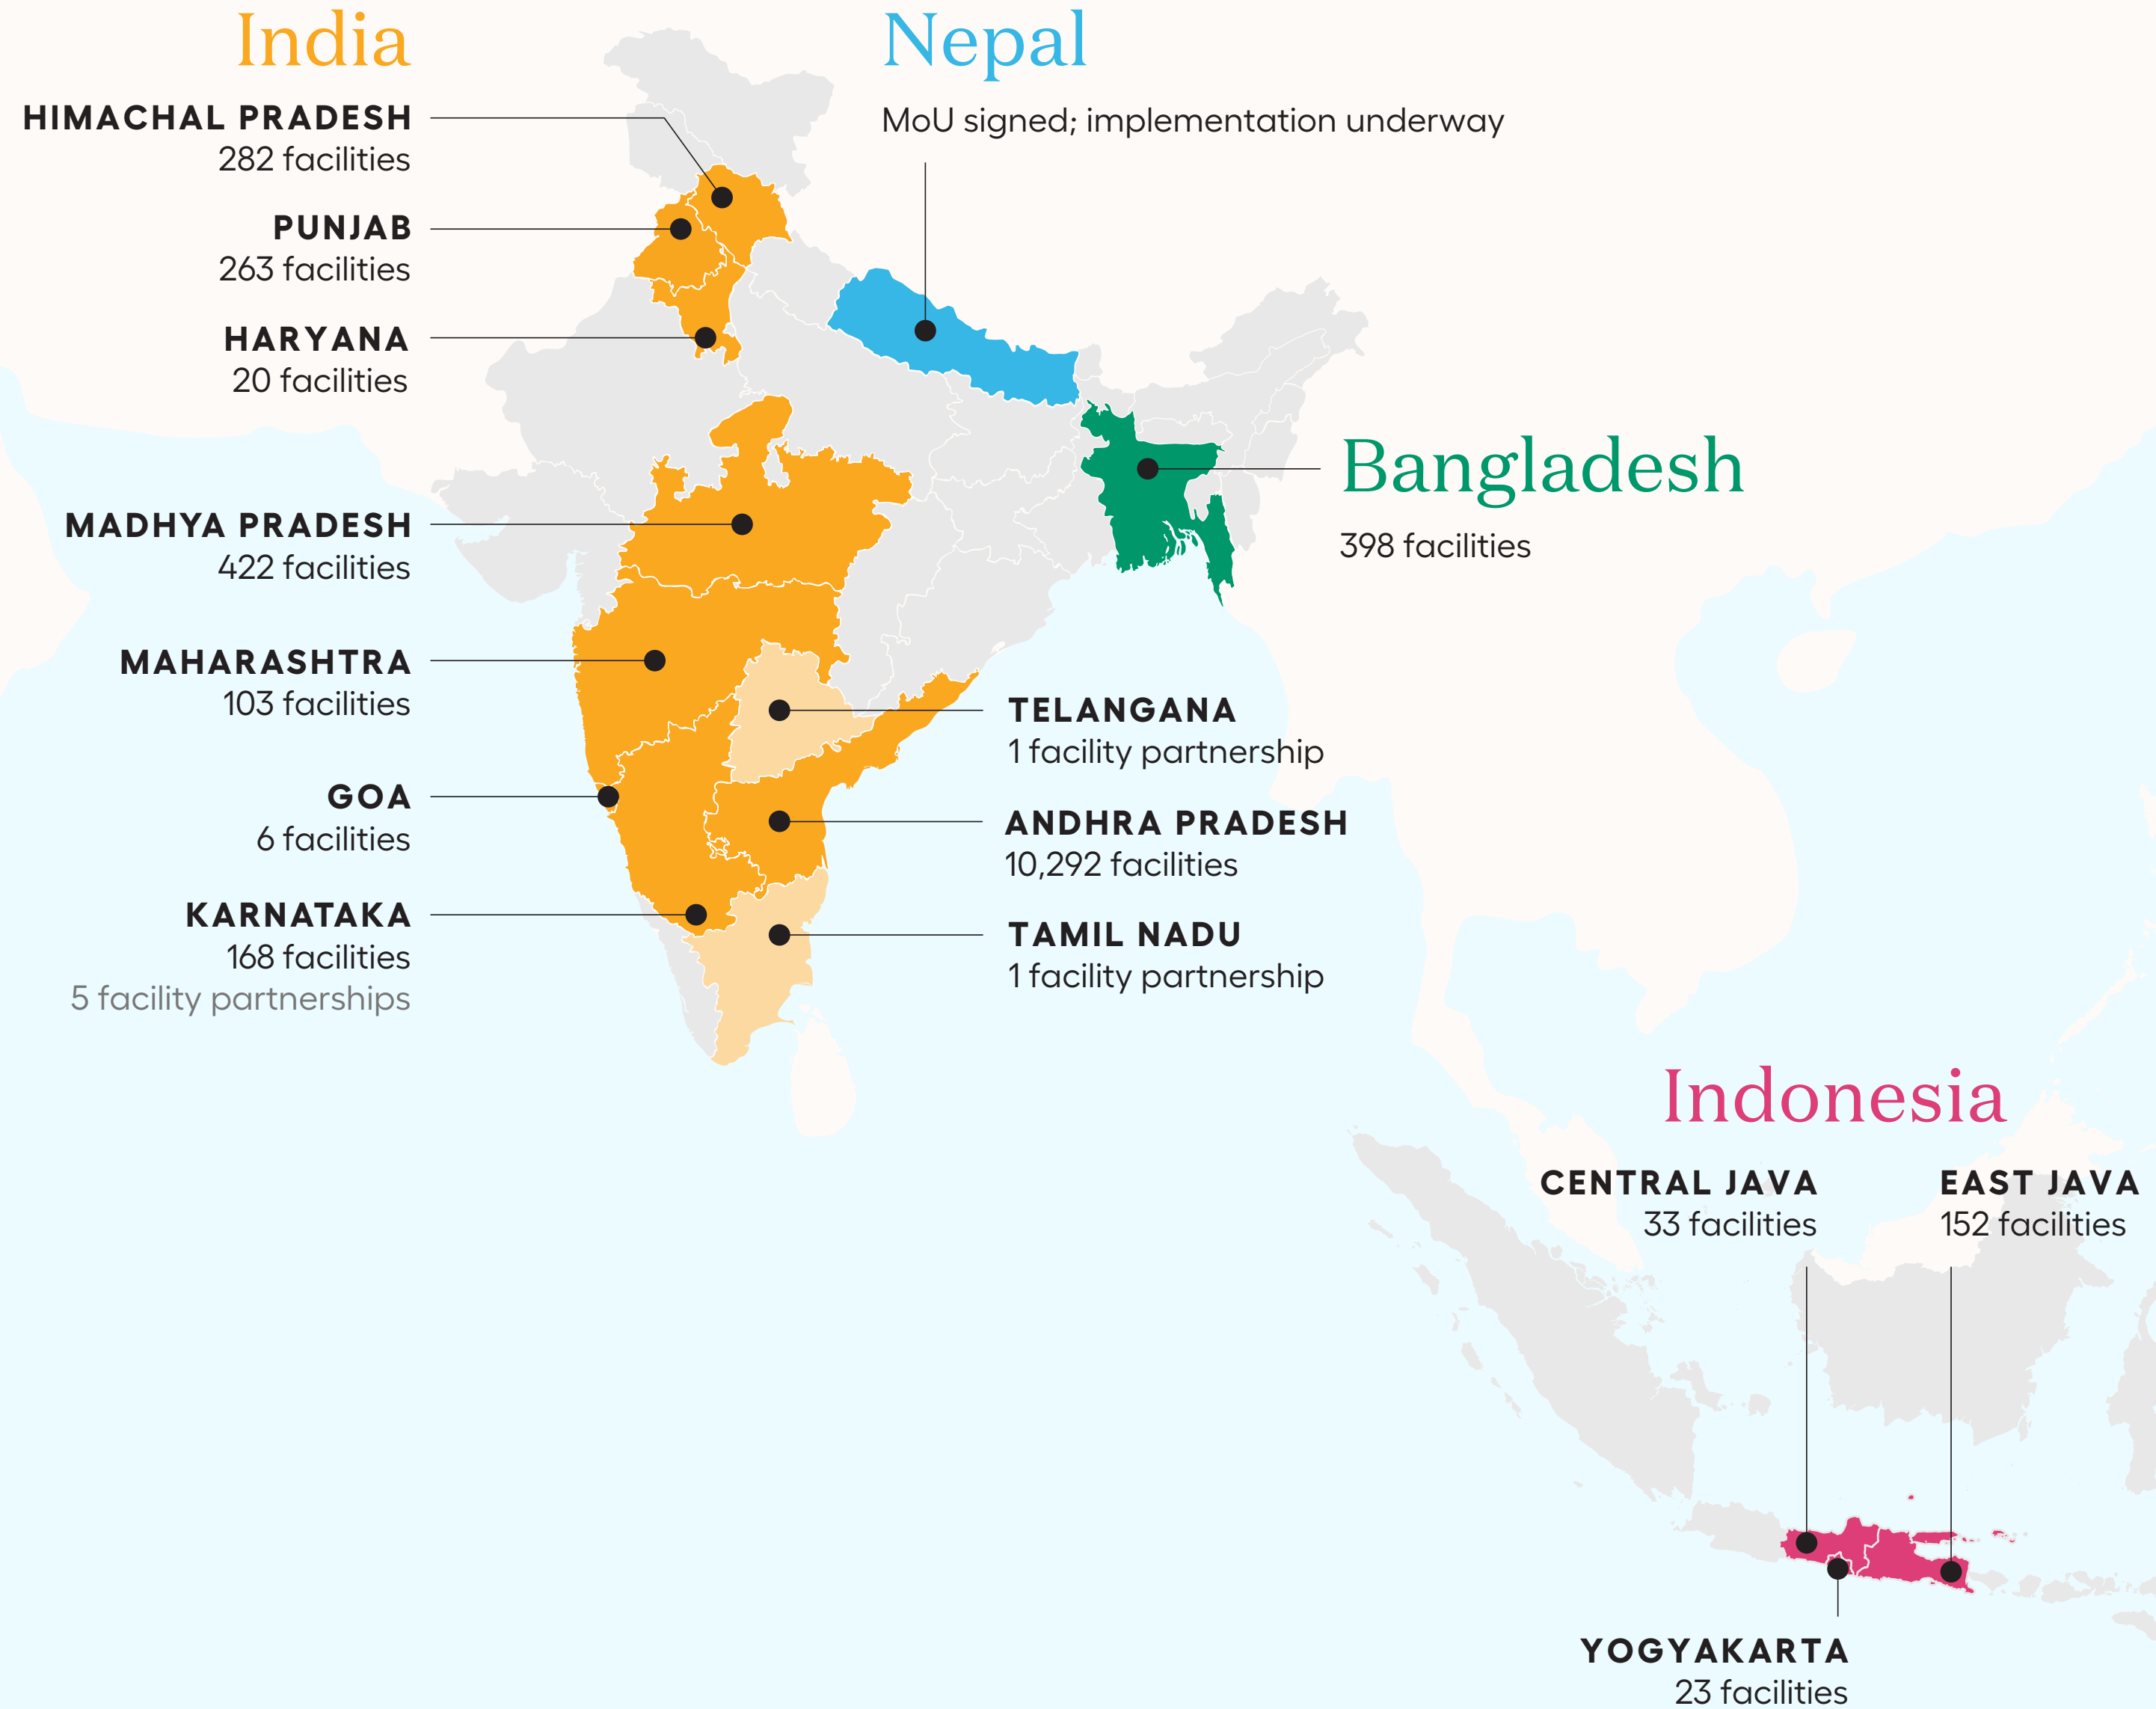 India
HIMACHAL PRADESH
282 facilities
PUNJAB
263 facilities
HARYANA
20 facilities
MADHYA PRADESH
422 facilities
MAHARASHTRA
103 facilities
GOA
6 facilities
KARNATAKA
168 facilities
5 facility partnerships
TELANGANA
1 facility partnership
ANDHRA PRADESH
10,292 facilities
TAMIL NADU
1 facility partnership
Nepal
MoU signed; implementation underway
Bangladesh
398 facilities
Indonesia
CENTRAL JAVA
33 facilities
EAST JAVA
152 facilities
YOGYAKARTA
23 facilities